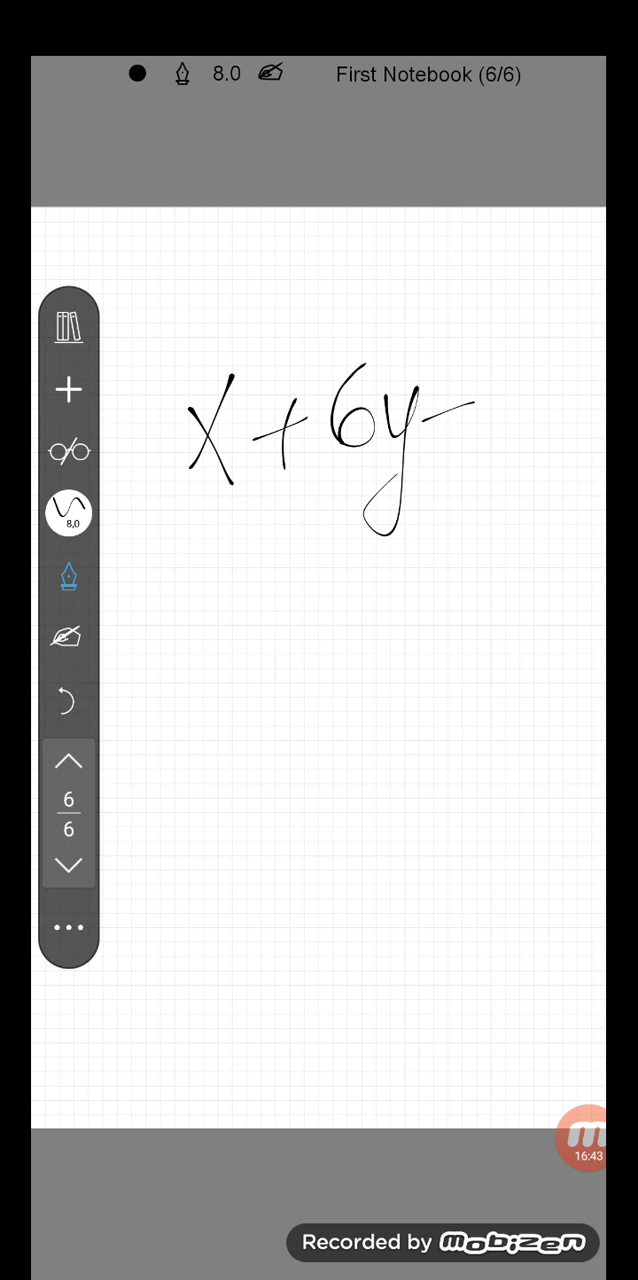 8.0 First Notebook (6/6)
x + 6y -
8,0
6
6
16:43
Recorded by mobizen